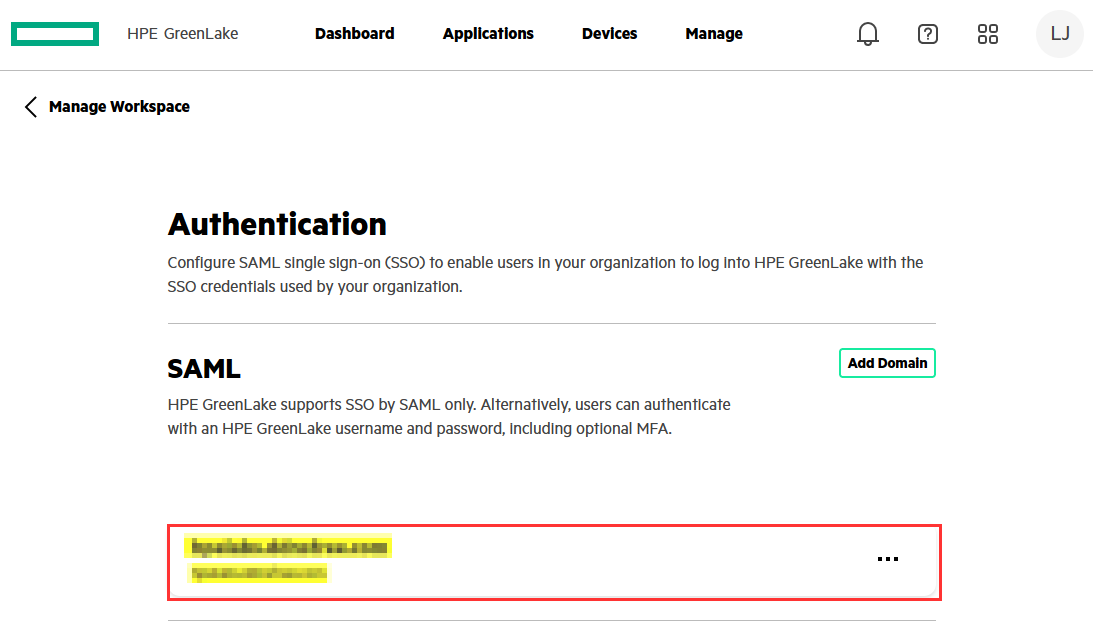 HPE GreenLake
Dashboard
Applications
Devices
Manage
LJ
Manage Workspace
Authentication
Configure SAML single sign-on (SSO) to enable users in your organization to log into HPE GreenLake with the
SSO credentials used by your organization.
SAML
Add Domain
HPE GreenLake supports SSO by SAML only. Alternatively, users can authenticate
with an HPE GreenLake username and password, including optional MFA.